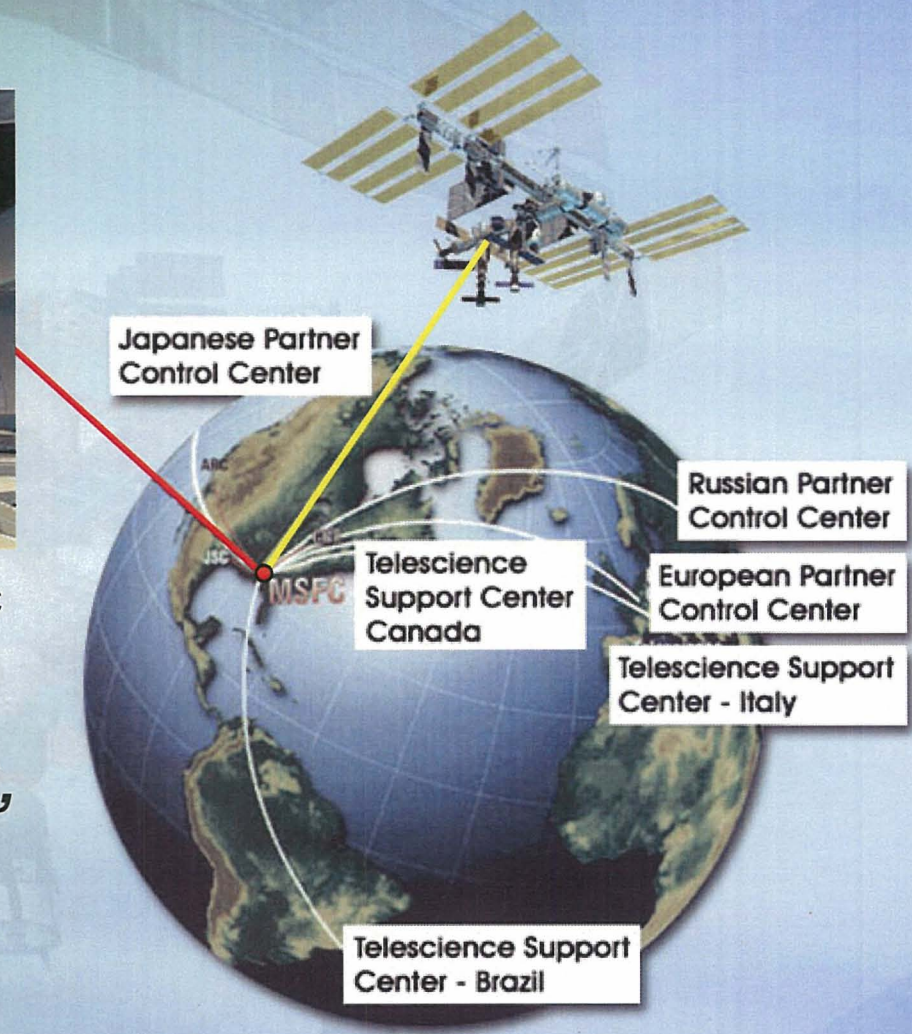 Japanese Partner
Control Center
ARC
Russian Partner
Control Center
JSC
Telescience
Support Center
Canada
MSFC
European Partner
Control Center
Telescience Support
Center - Italy
Telescience Support
Center - Brazil